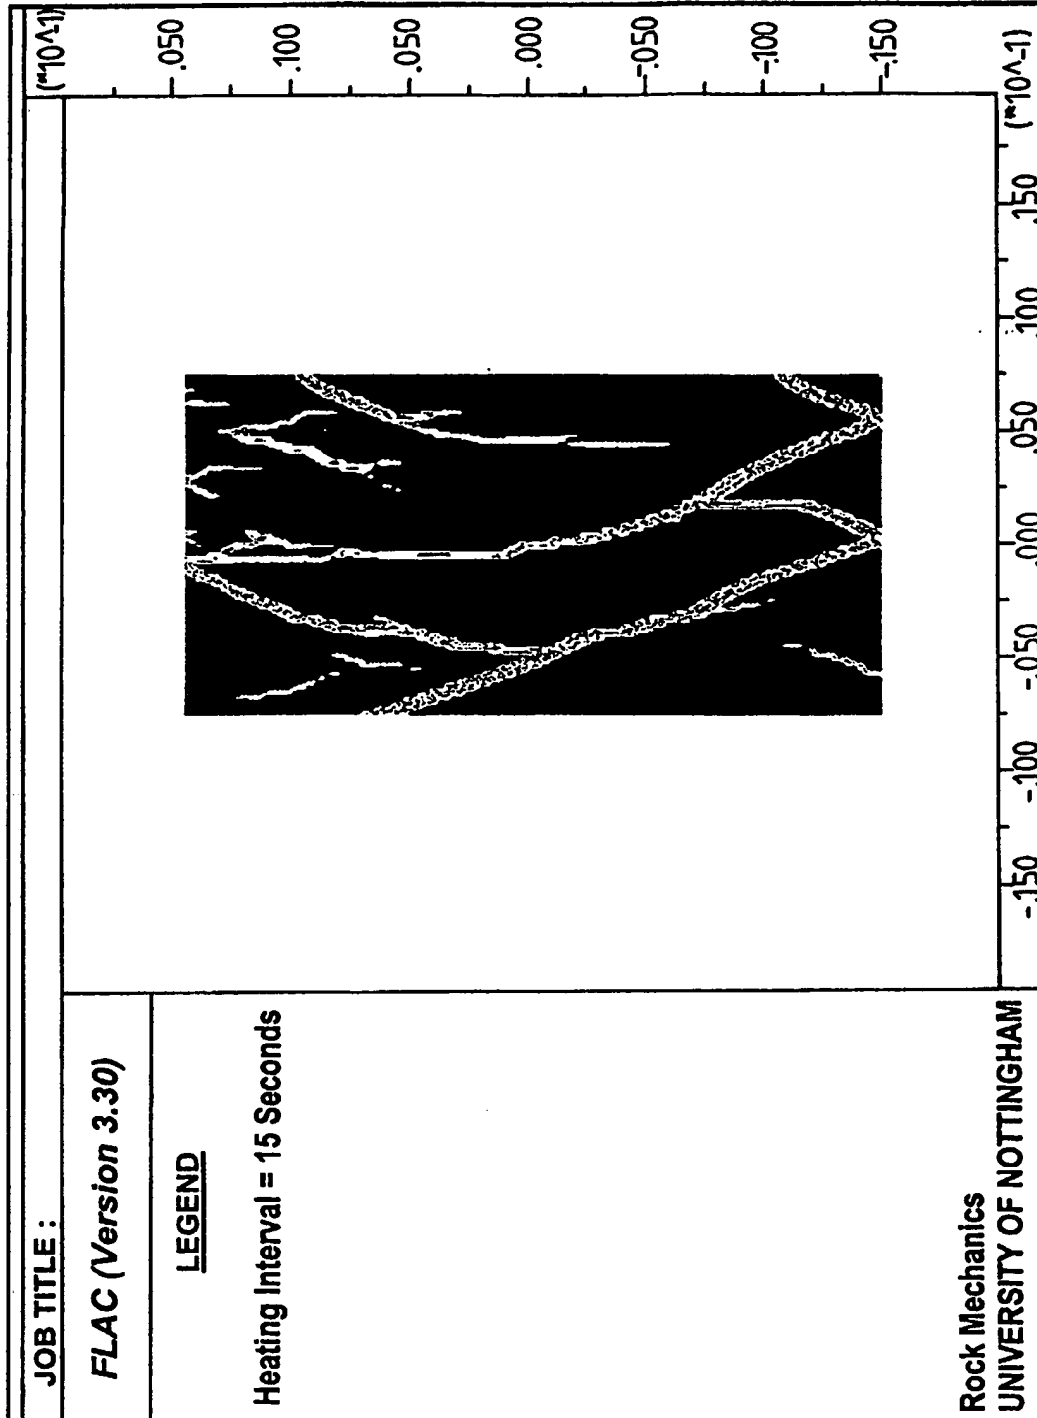 JOB TITLE :
FLAC (Version 3.30)
LEGEND
Heating Interval = 15 Seconds
Rock Mechanics
UNIVERSITY OF NOTTINGHAM
(*10^-1)
.050
.100
.050
.000
-.050
-.100
-.150
-.150
-.100
-.050
.000
.050
.100
.150
(*10^-1)